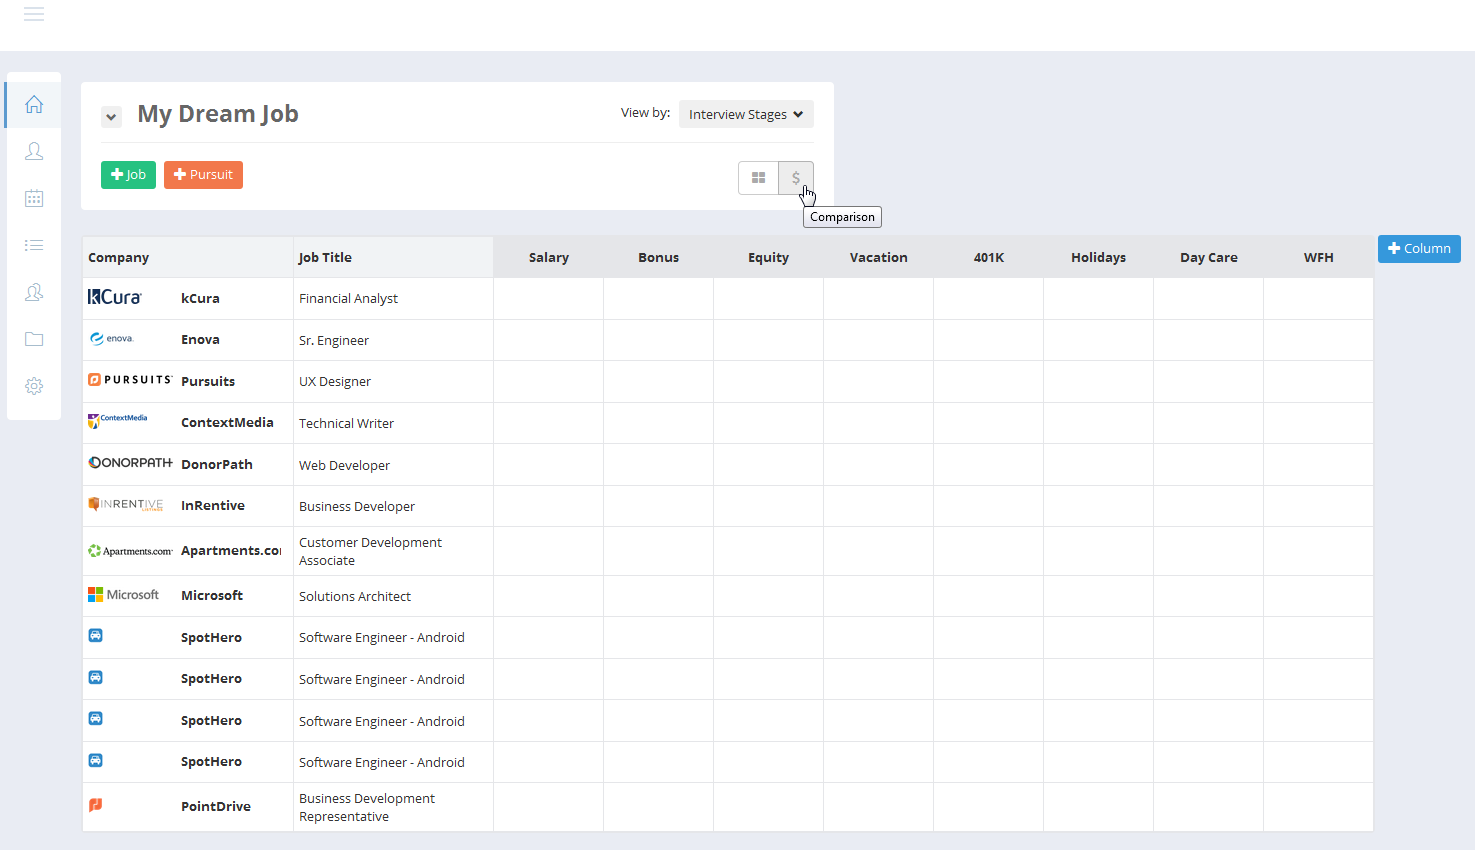 My Dream Job
View by: Interview Stages
Job Pursuit
$
Comparison
Company Job Title Salary Bonus Equity Vacation 401K Holidays Day Care WFH Column
kCura kCura Financial Analyst
enova. Enova Sr. Engineer
PURSUITS Pursuits UX Designer
ContextMedia ContextMedia Technical Writer
DONORPATH DonorPath Web Developer
INRENTIVE InRentive Business Developer
Apartments.com Apartments.co Customer Development
Associate
Microsoft Microsoft Solutions Architect
SpotHero Software Engineer - Android
SpotHero Software Engineer - Android
SpotHero Software Engineer - Android
SpotHero Software Engineer - Android
PointDrive Business Development
Representative